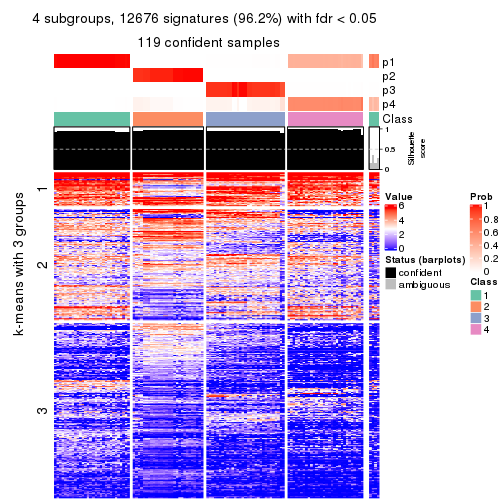 4 subgroups, 12676 signatures (96.2%) with fdr < 0.05
119 confident samples
p1
p2
p3
p4
Class
1
0.5
0
Silhouette
score
k-means with 3 groups
1
2
3
Value
6
4
2
0
Status (barplots)
confident
ambiguous
Prob
1
0.8
0.6
0.4
0.2
0
Class
1
2
3
4